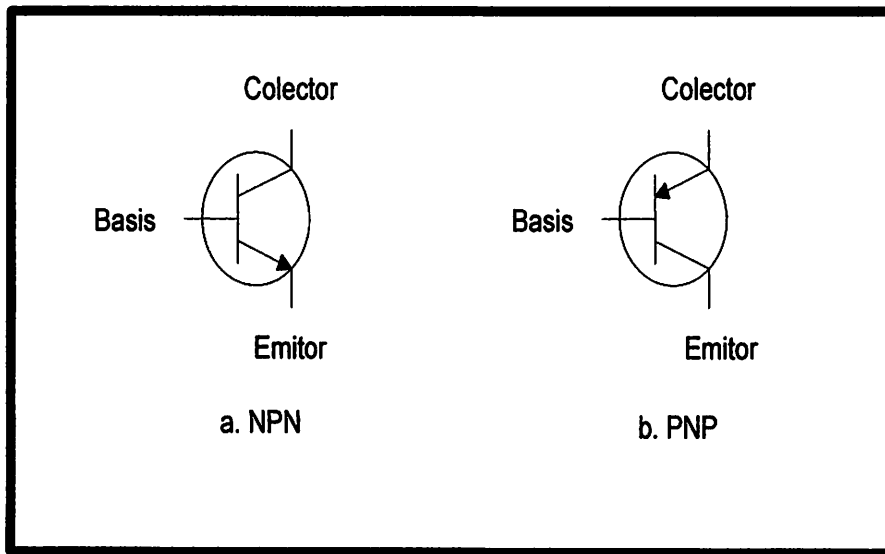 Colector Colector
Basis Basis
Emitor Emitor
a. NPN b. PNP